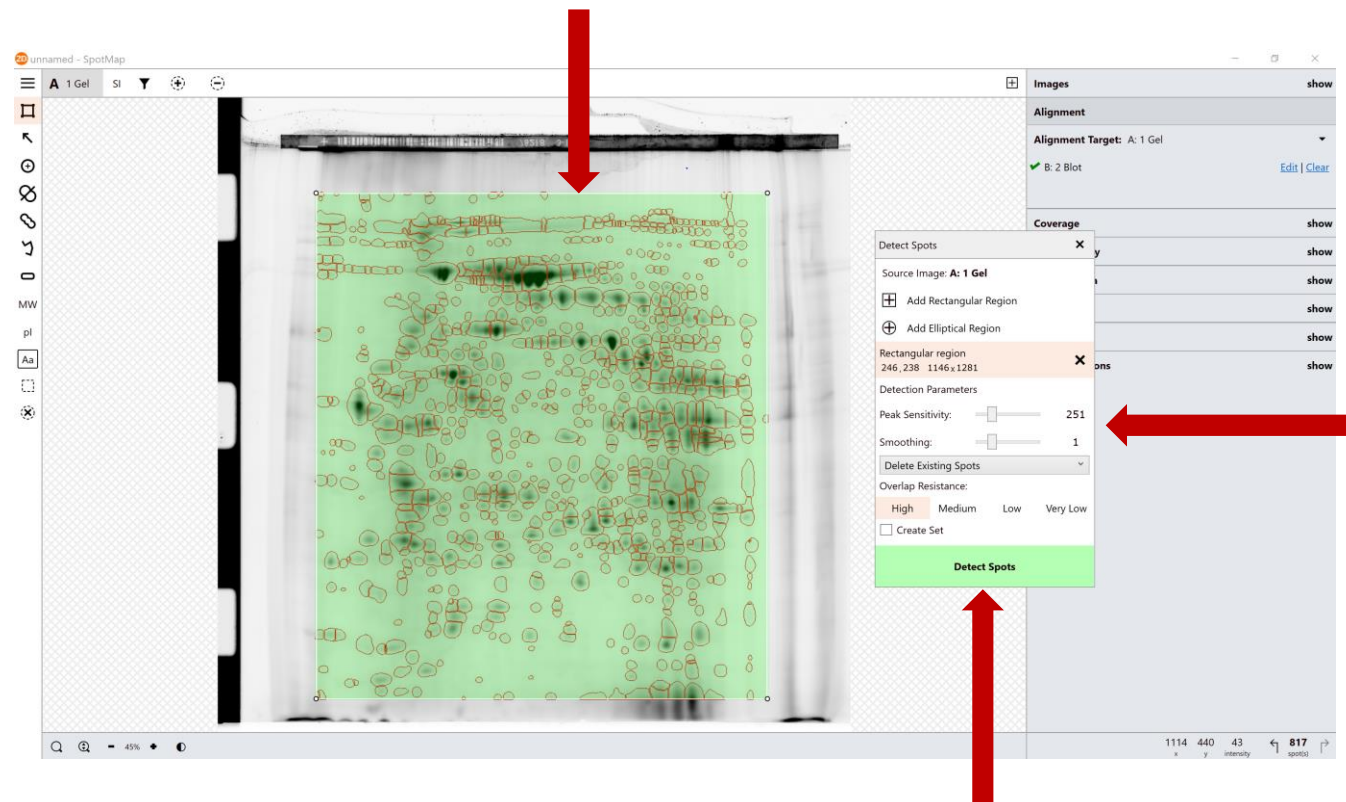 2D unnamed - SpotMap
A 1 Gel SI
Images show
Alignment
Alignment Target: A: 1 Gel
B: 2 Blot Edit | Clear
Coverage show
y show
show
show
show
ons show
MW
pI
Aa
Detect Spots
Source Image: A: 1 Gel
Add Rectangular Region
Add Elliptical Region
Rectangular region
246,238 1146x1281
Detection Parameters
Peak Sensitivity: 251
Smoothing: 1
Delete Existing Spots
Overlap Resistance:
High Medium Low Very Low
Create Set
Detect Spots
45%
1114 440 43 817
x y intensity spot(s)